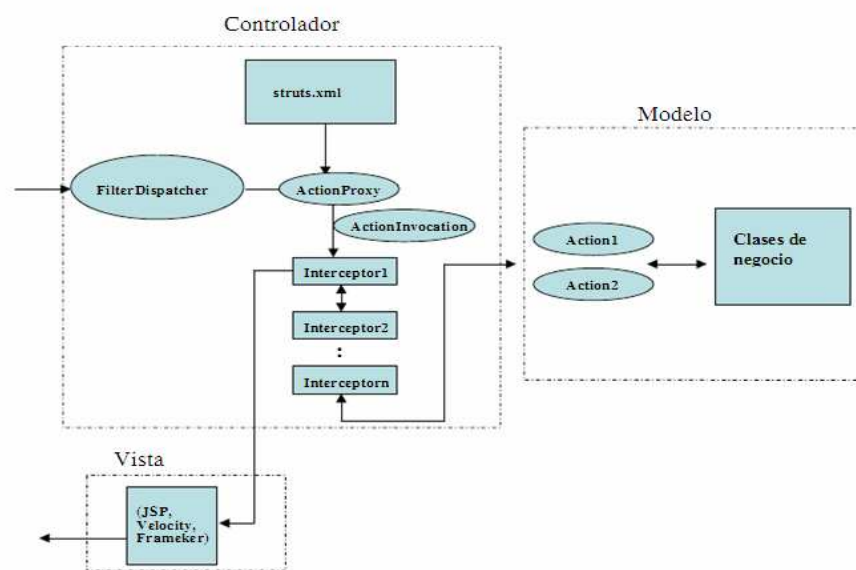 Controlador
struts.xml
Modelo
FilterDispatcher
ActionProxy
ActionInvocation
Action1
Clases de
negocio
Interceptor1
Action2
Interceptor2
:
Interceptorn
Vista
(JSP,
Velocity,
Frameker)